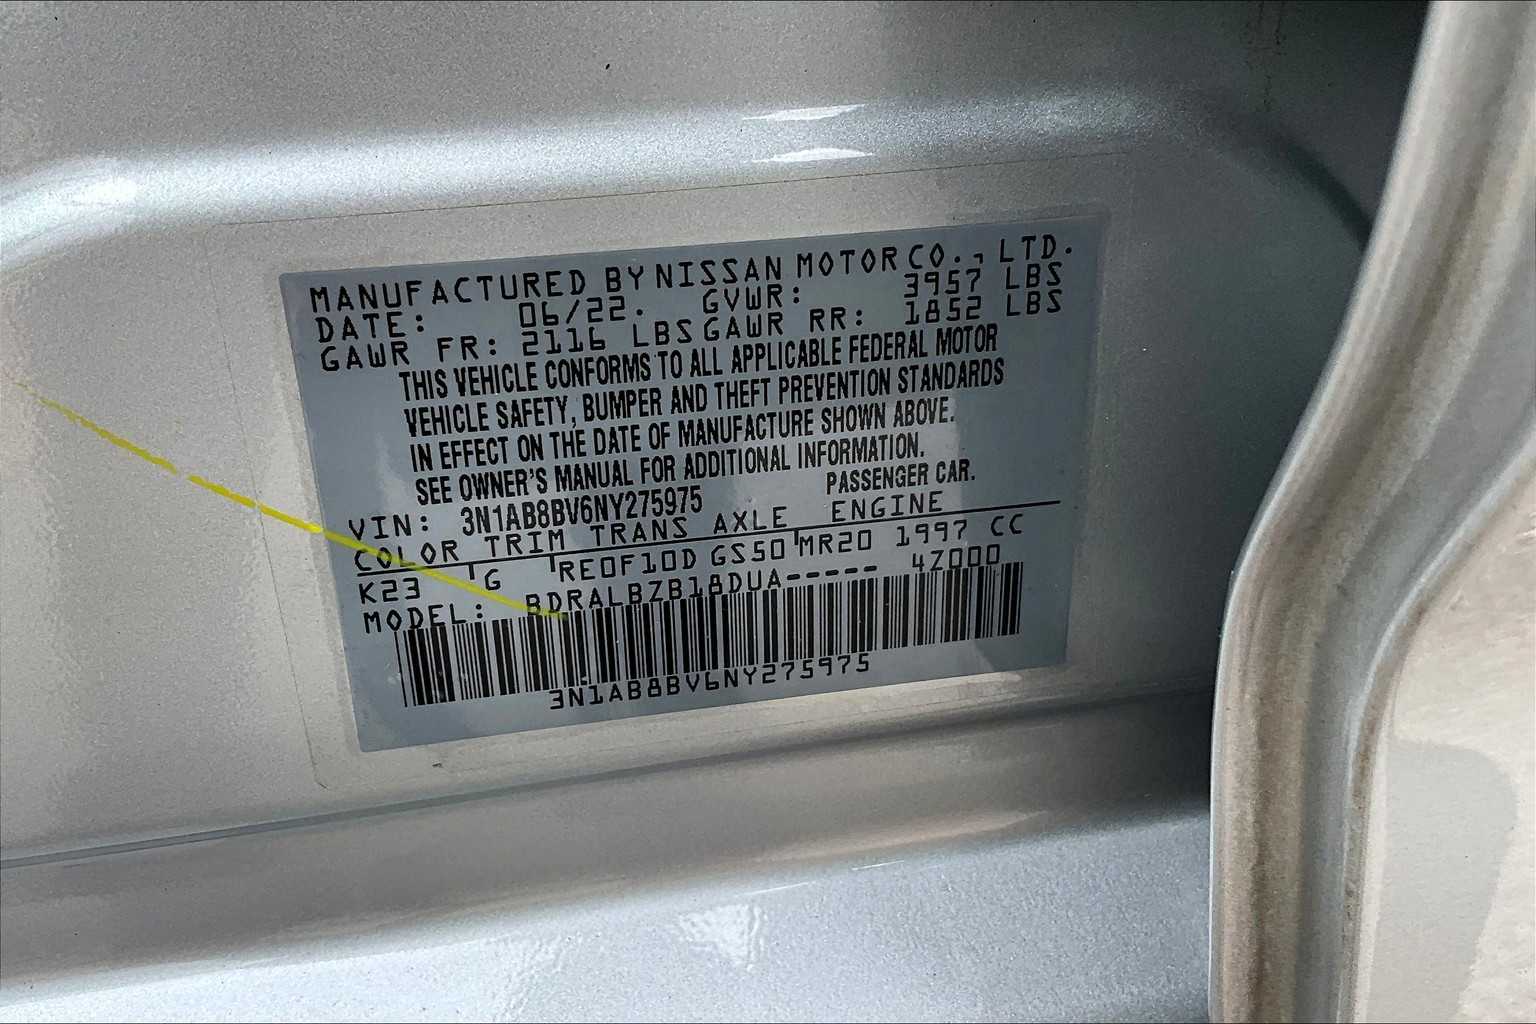 MANUFACTURED BY NISSAN MOTOR CO., LTD.
DATE: 06/22. GVWR: 3957 LBS
GAWR FR: 2116 LBS GAWR RR: 1852 LBS
THIS VEHICLE CONFORMS TO ALL APPLICABLE FEDERAL MOTOR
VEHICLE SAFETY, BUMPER AND THEFT PREVENTION STANDARDS
IN EFFECT ON THE DATE OF MANUFACTURE SHOWN ABOVE.
SEE OWNER'S MANUAL FOR ADDITIONAL INFORMATION.
VIN: 3N1AB8BV6NY275975 PASSENGER CAR.
COLOR TRIM TRANS AXLE ENGINE
K23 G RE0F10D GS50 MR20 1997 CC
MODEL: BDRALBZB18DUA----- 4Z000
3N1AB8BV6NY275975